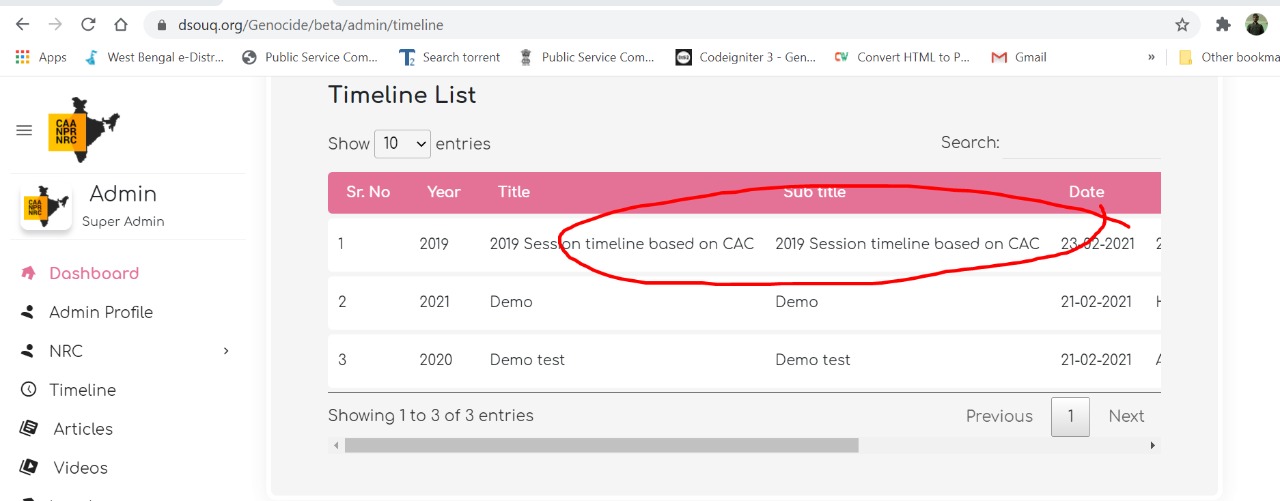 dsouq.org/Genocide/beta/admin/timeline
Apps West Bengal e-Distr... Public Service Com... Search torrent Public Service Com... Codeigniter 3 - Gen... Convert HTML to P... Gmail » Other bookma
CAA
NPR
NRC
Admin
Super Admin
Dashboard
Admin Profile
NRC
Timeline
Articles
Videos
Timeline List
Show 10 entries Search:
Sr. No Year Title Sub title Date
1 2019 2019 Session timeline based on CAC 2019 Session timeline based on CAC 23-02-2021 2
2 2021 Demo Demo 21-02-2021 H
3 2020 Demo test Demo test 21-02-2021 A
Showing 1 to 3 of 3 entries Previous 1 Next